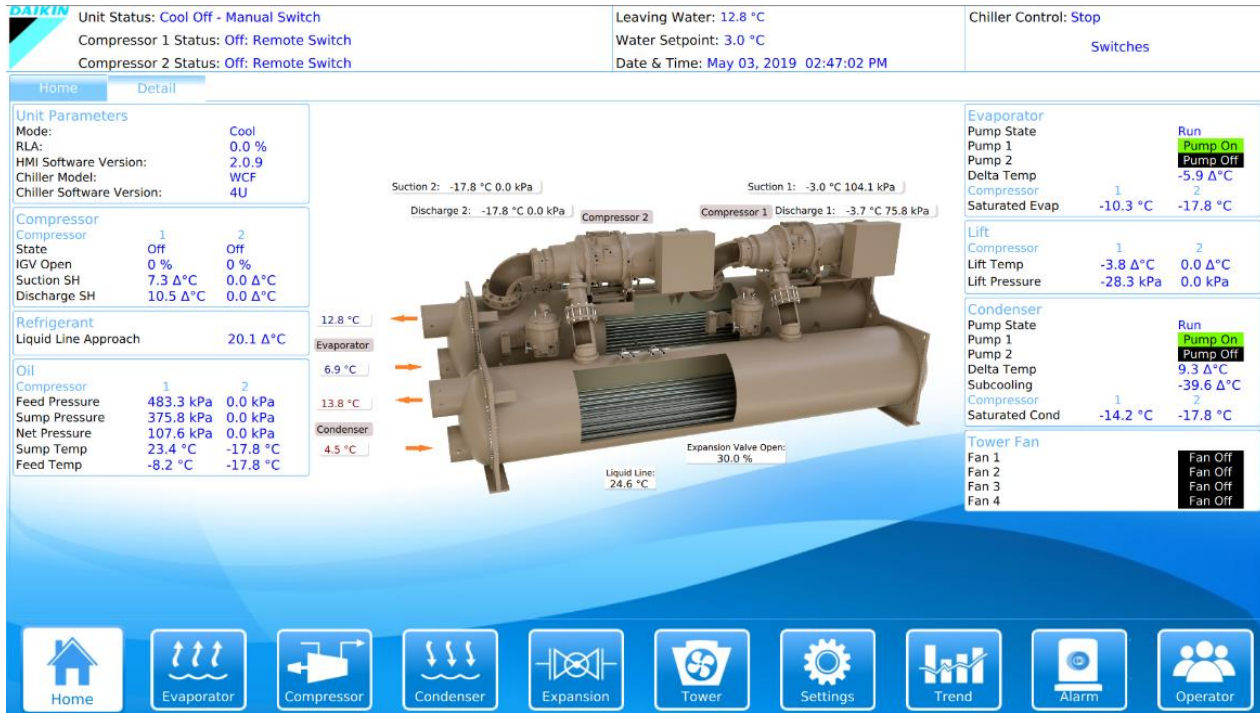 DAIKIN
Unit Status: Cool Off - Manual Switch
Compressor 1 Status: Off: Remote Switch
Compressor 2 Status: Off: Remote Switch
Leaving Water: 12.8 °C
Water Setpoint: 3.0 °C
Date & Time: May 03, 2019 02:47:02 PM
Chiller Control: Stop
Switches
Home Detail
Unit Parameters
Mode: Cool
RLA: 0.0 %
HMI Software Version: 2.0.9
Chiller Model: WCF
Chiller Software Version: 4U
Compressor
Compressor 1 2
State Off Off
IGV Open 0 % 0 %
Suction SH 7.3 Δ°C 0.0 Δ°C
Discharge SH 10.5 Δ°C 0.0 Δ°C
Refrigerant
Liquid Line Approach 20.1 Δ°C
Oil
Compressor 1 2
Feed Pressure 483.3 kPa 0.0 kPa
Sump Pressure 375.8 kPa 0.0 kPa
Net Pressure 107.6 kPa 0.0 kPa
Sump Temp 23.4 °C -17.8 °C
Feed Temp -8.2 °C -17.8 °C
Suction 2: -17.8 °C 0.0 kPa
Suction 1: -3.0 °C 104.1 kPa
Discharge 2: -17.8 °C 0.0 kPa
Compressor 2
Compressor 1
Discharge 1: -3.7 °C 75.8 kPa
12.8 °C
Evaporator
6.9 °C
13.8 °C
Condenser
4.5 °C
Expansion Valve Open:
30.0 %
Liquid Line:
24.6 °C
Evaporator
Pump State Run
Pump 1 Pump On
Pump 2 Pump Off
Delta Temp -5.9 Δ°C
Compressor 1 2
Saturated Evap -10.3 °C -17.8 °C
Lift
Compressor 1 2
Lift Temp -3.8 Δ°C 0.0 Δ°C
Lift Pressure -28.3 kPa 0.0 kPa
Condenser
Pump State Run
Pump 1 Pump On
Pump 2 Pump Off
Delta Temp 9.3 Δ°C
Subcooling -39.6 Δ°C
Compressor 1 2
Saturated Cond -14.2 °C -17.8 °C
Tower Fan
Fan 1 Fan Off
Fan 2 Fan Off
Fan 3 Fan Off
Fan 4 Fan Off
Home Evaporator Compressor Condenser Expansion Tower Settings Trend Alarm Operator